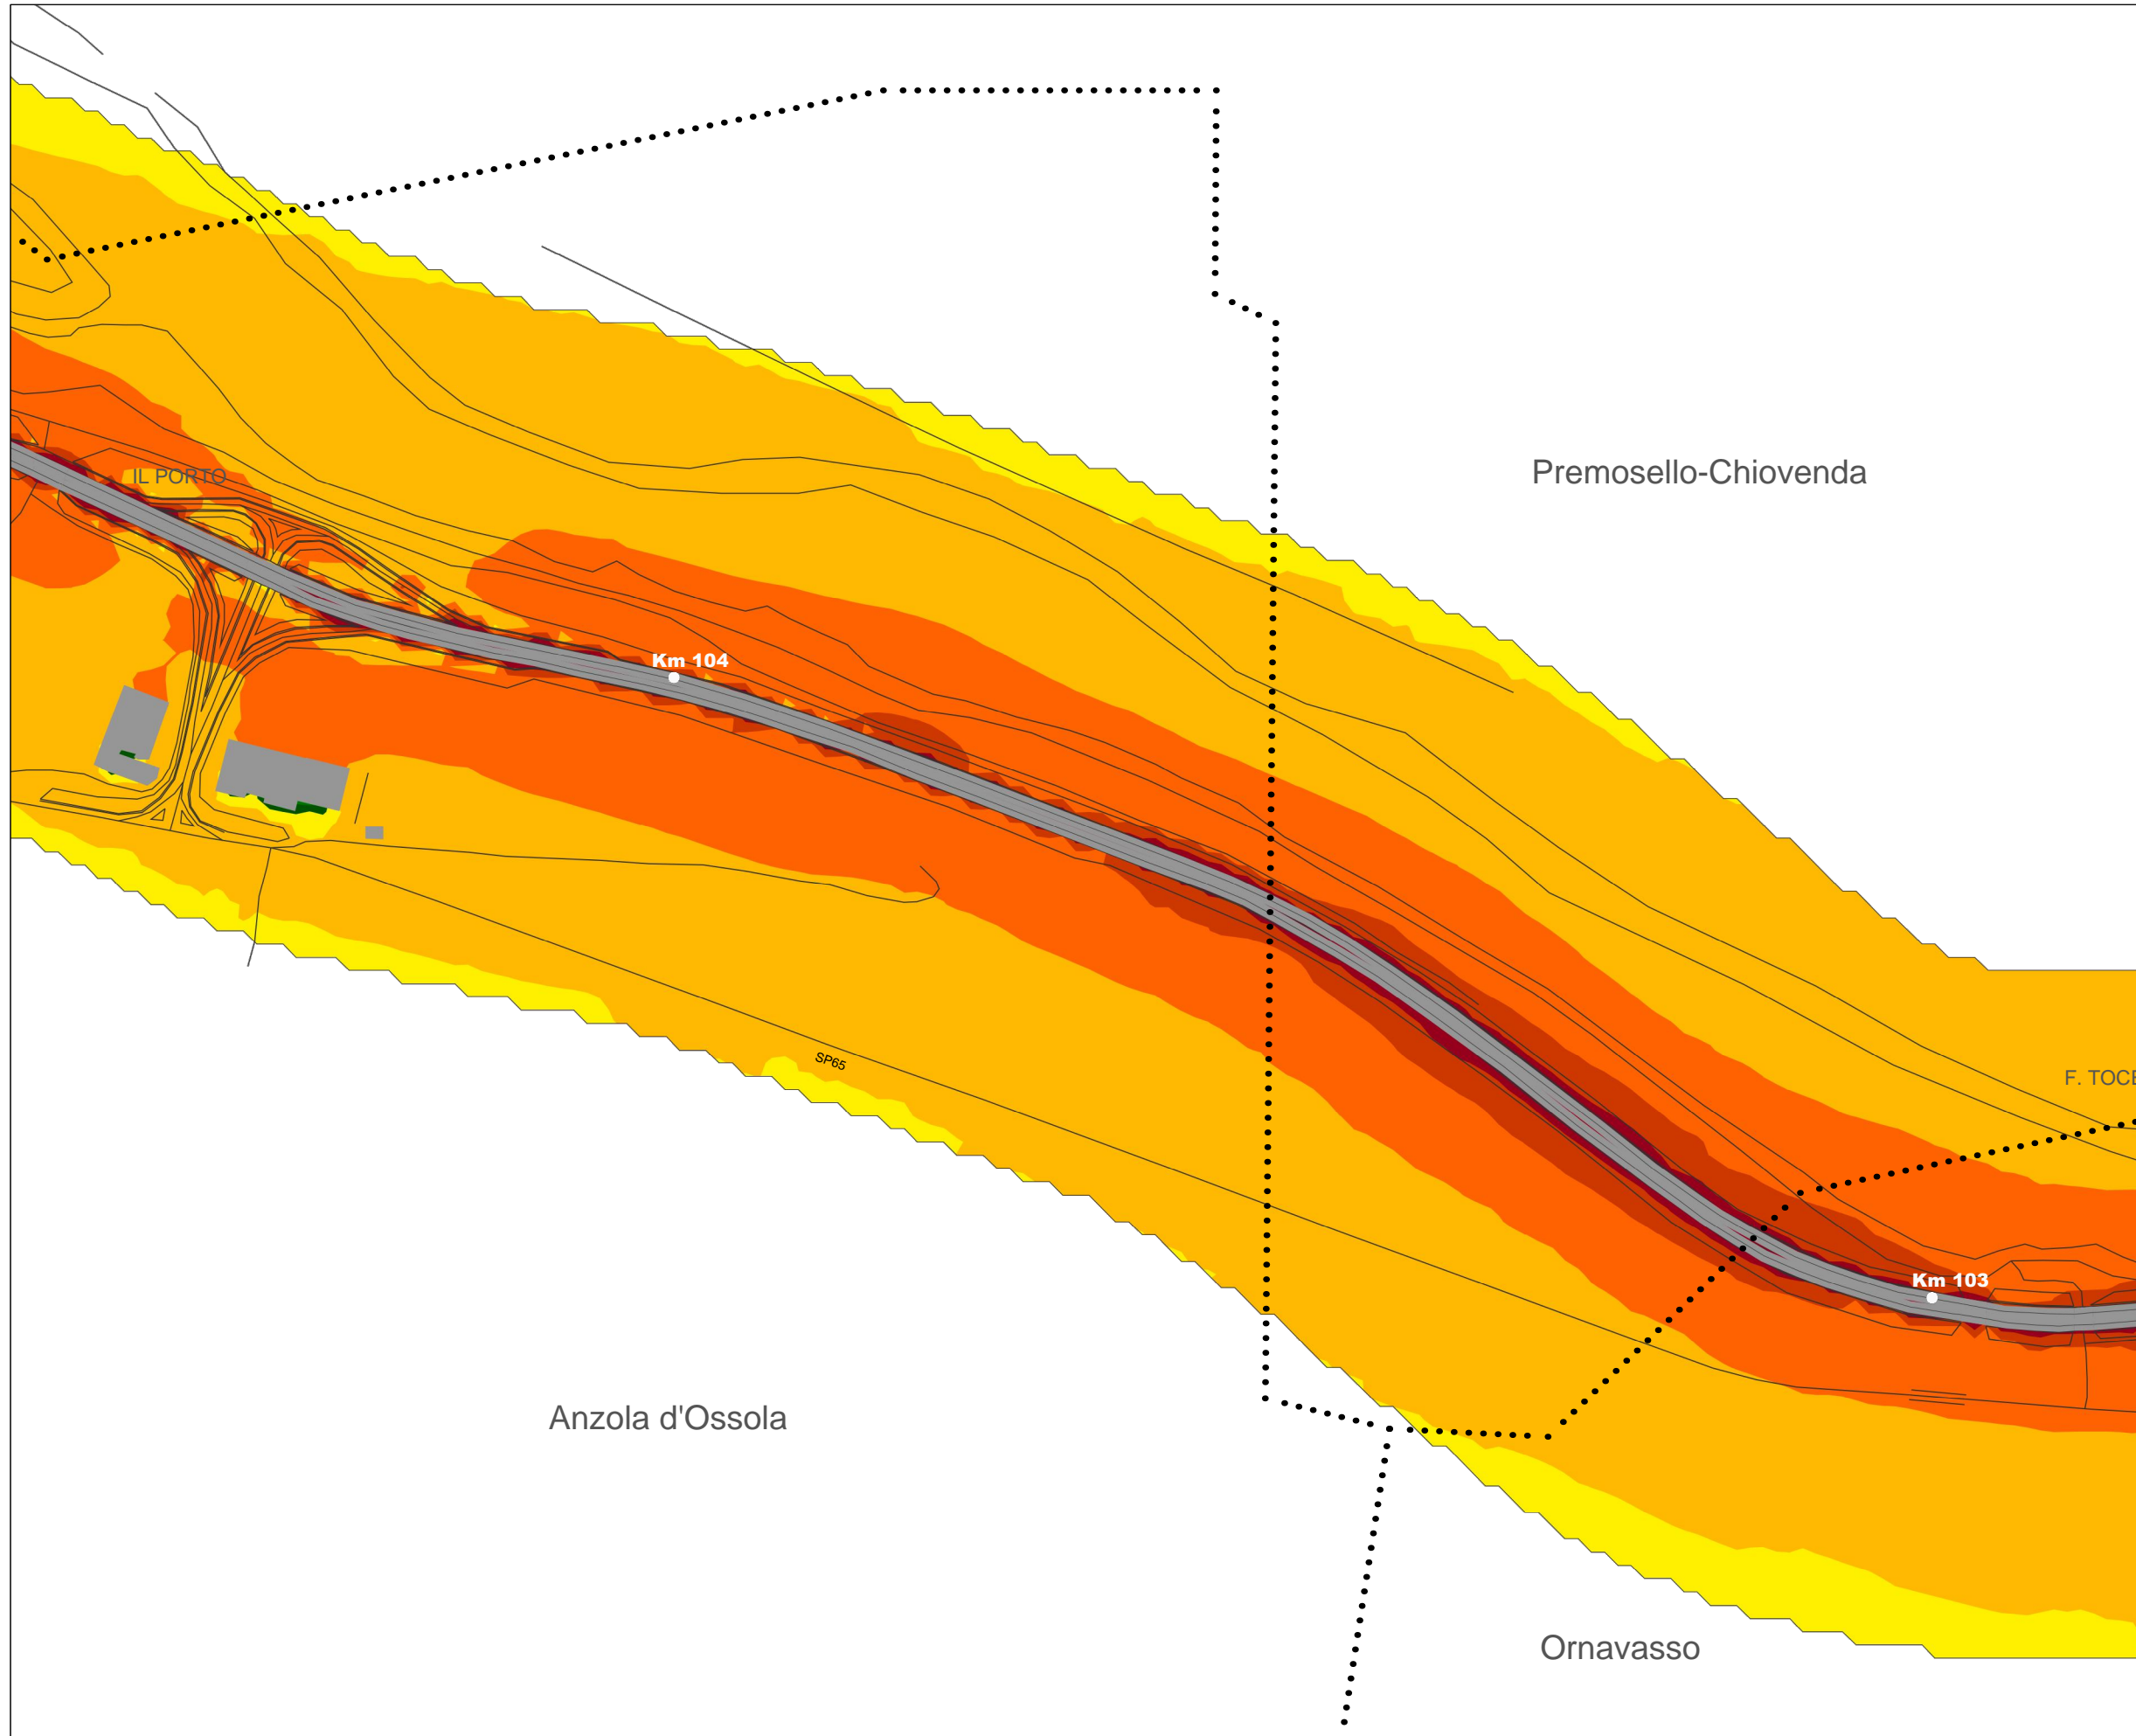 Premosello-Chiovenda
IL PORTO
Km 104
SP65
F. TOCE
Km 103
Anzola d'Ossola
Ornavasso